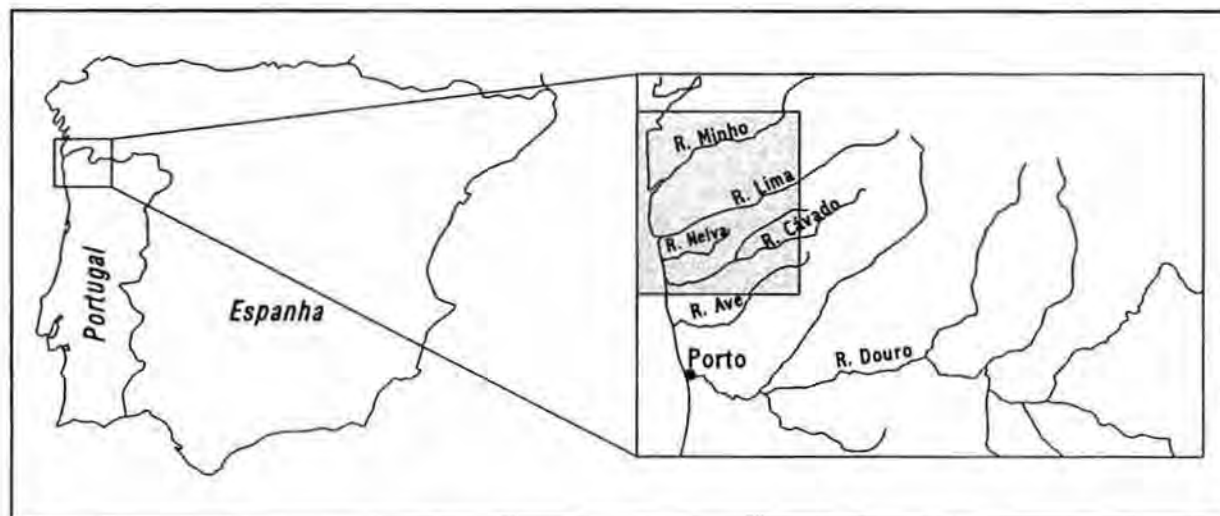 Portugal
Espanha
R. Minho
R. Lima
R. Neiva
R. Cávado
R. Ave
Porto
R. Douro